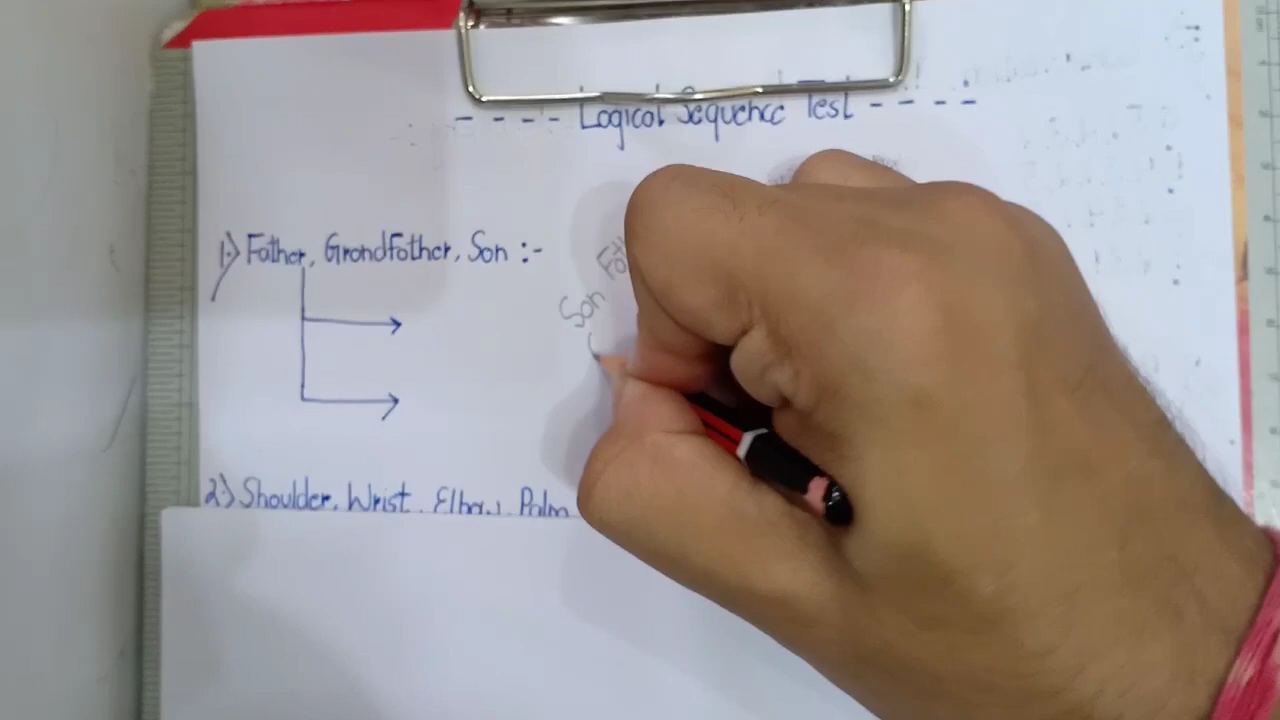 - - - - Logical Sequence Test - - - -
1.) Father, Grandfather, Son :-
Son
2.) Shoulder, Wrist, Elbow, Palm